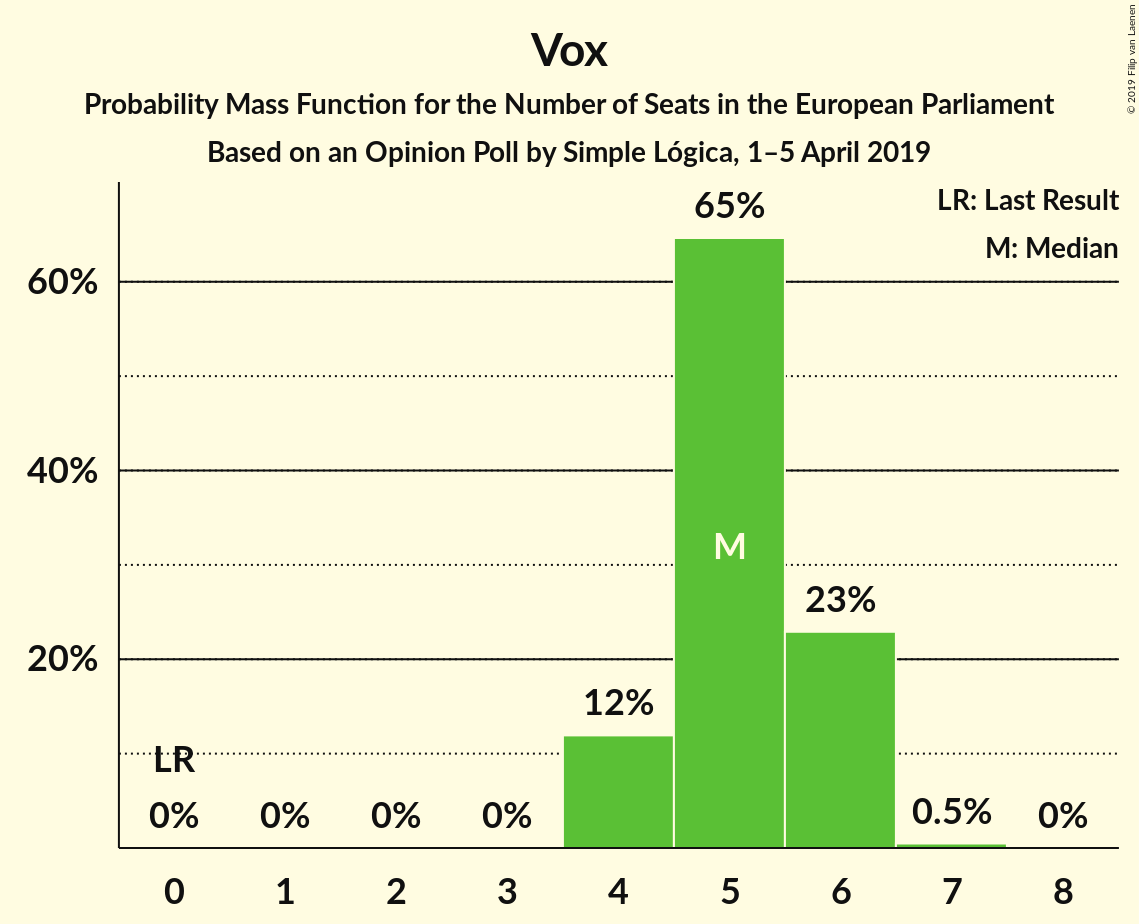 Vox
Probability Mass Function for the Number of Seats in the European Parliament
Based on an Opinion Poll by Simple Lógica, 1–5 April 2019
© 2019 Filip van Laenen
LR: Last Result
M: Median
65%
60%
40%
M
23%
20%
12%
LR
0% 0% 0% 0% 0.5% 0%
0 1 2 3 4 5 6 7 8